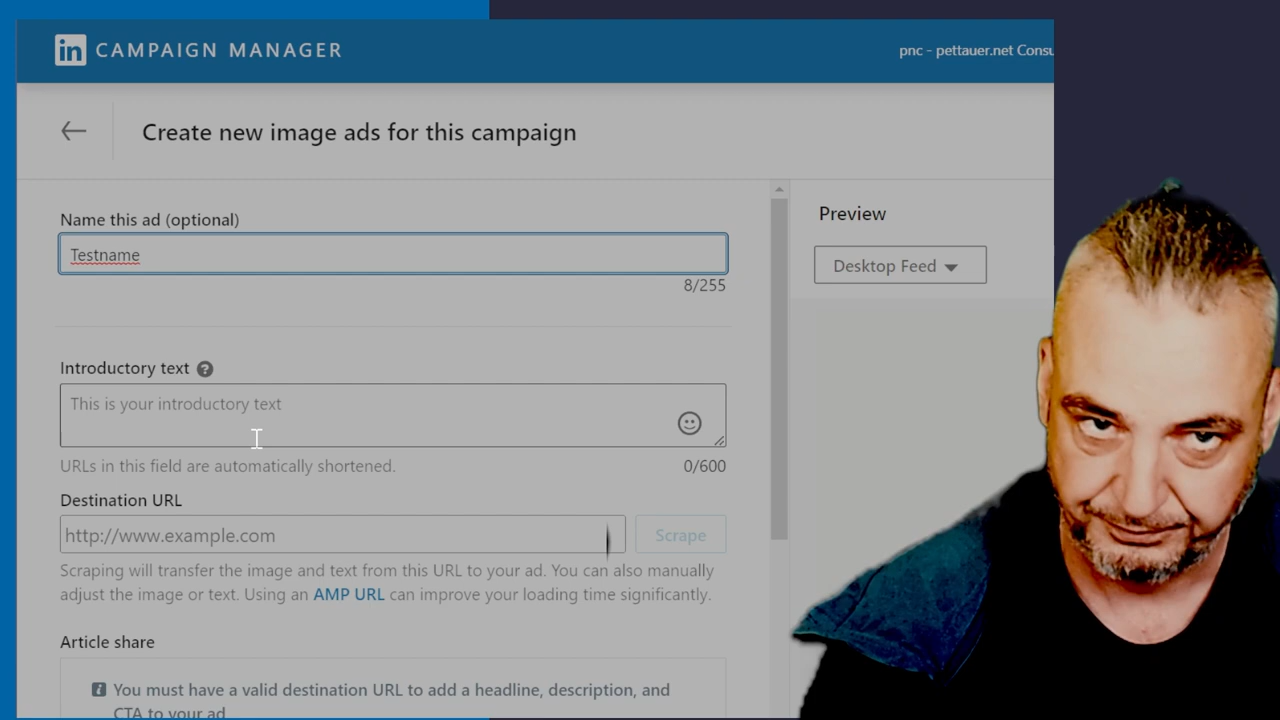 in CAMPAIGN MANAGER
pnc - pettauer.net Consu
Create new image ads for this campaign
Name this ad (optional)
Testname
8/255
Preview
Desktop Feed
Introductory text ?
This is your introductory text
URLs in this field are automatically shortened.
0/600
Destination URL
http://www.example.com
Scrape
Scraping will transfer the image and text from this URL to your ad. You can also manually
adjust the image or text. Using an AMP URL can improve your loading time significantly.
Article share
You must have a valid destination URL to add a headline, description, and
CTA to your ad